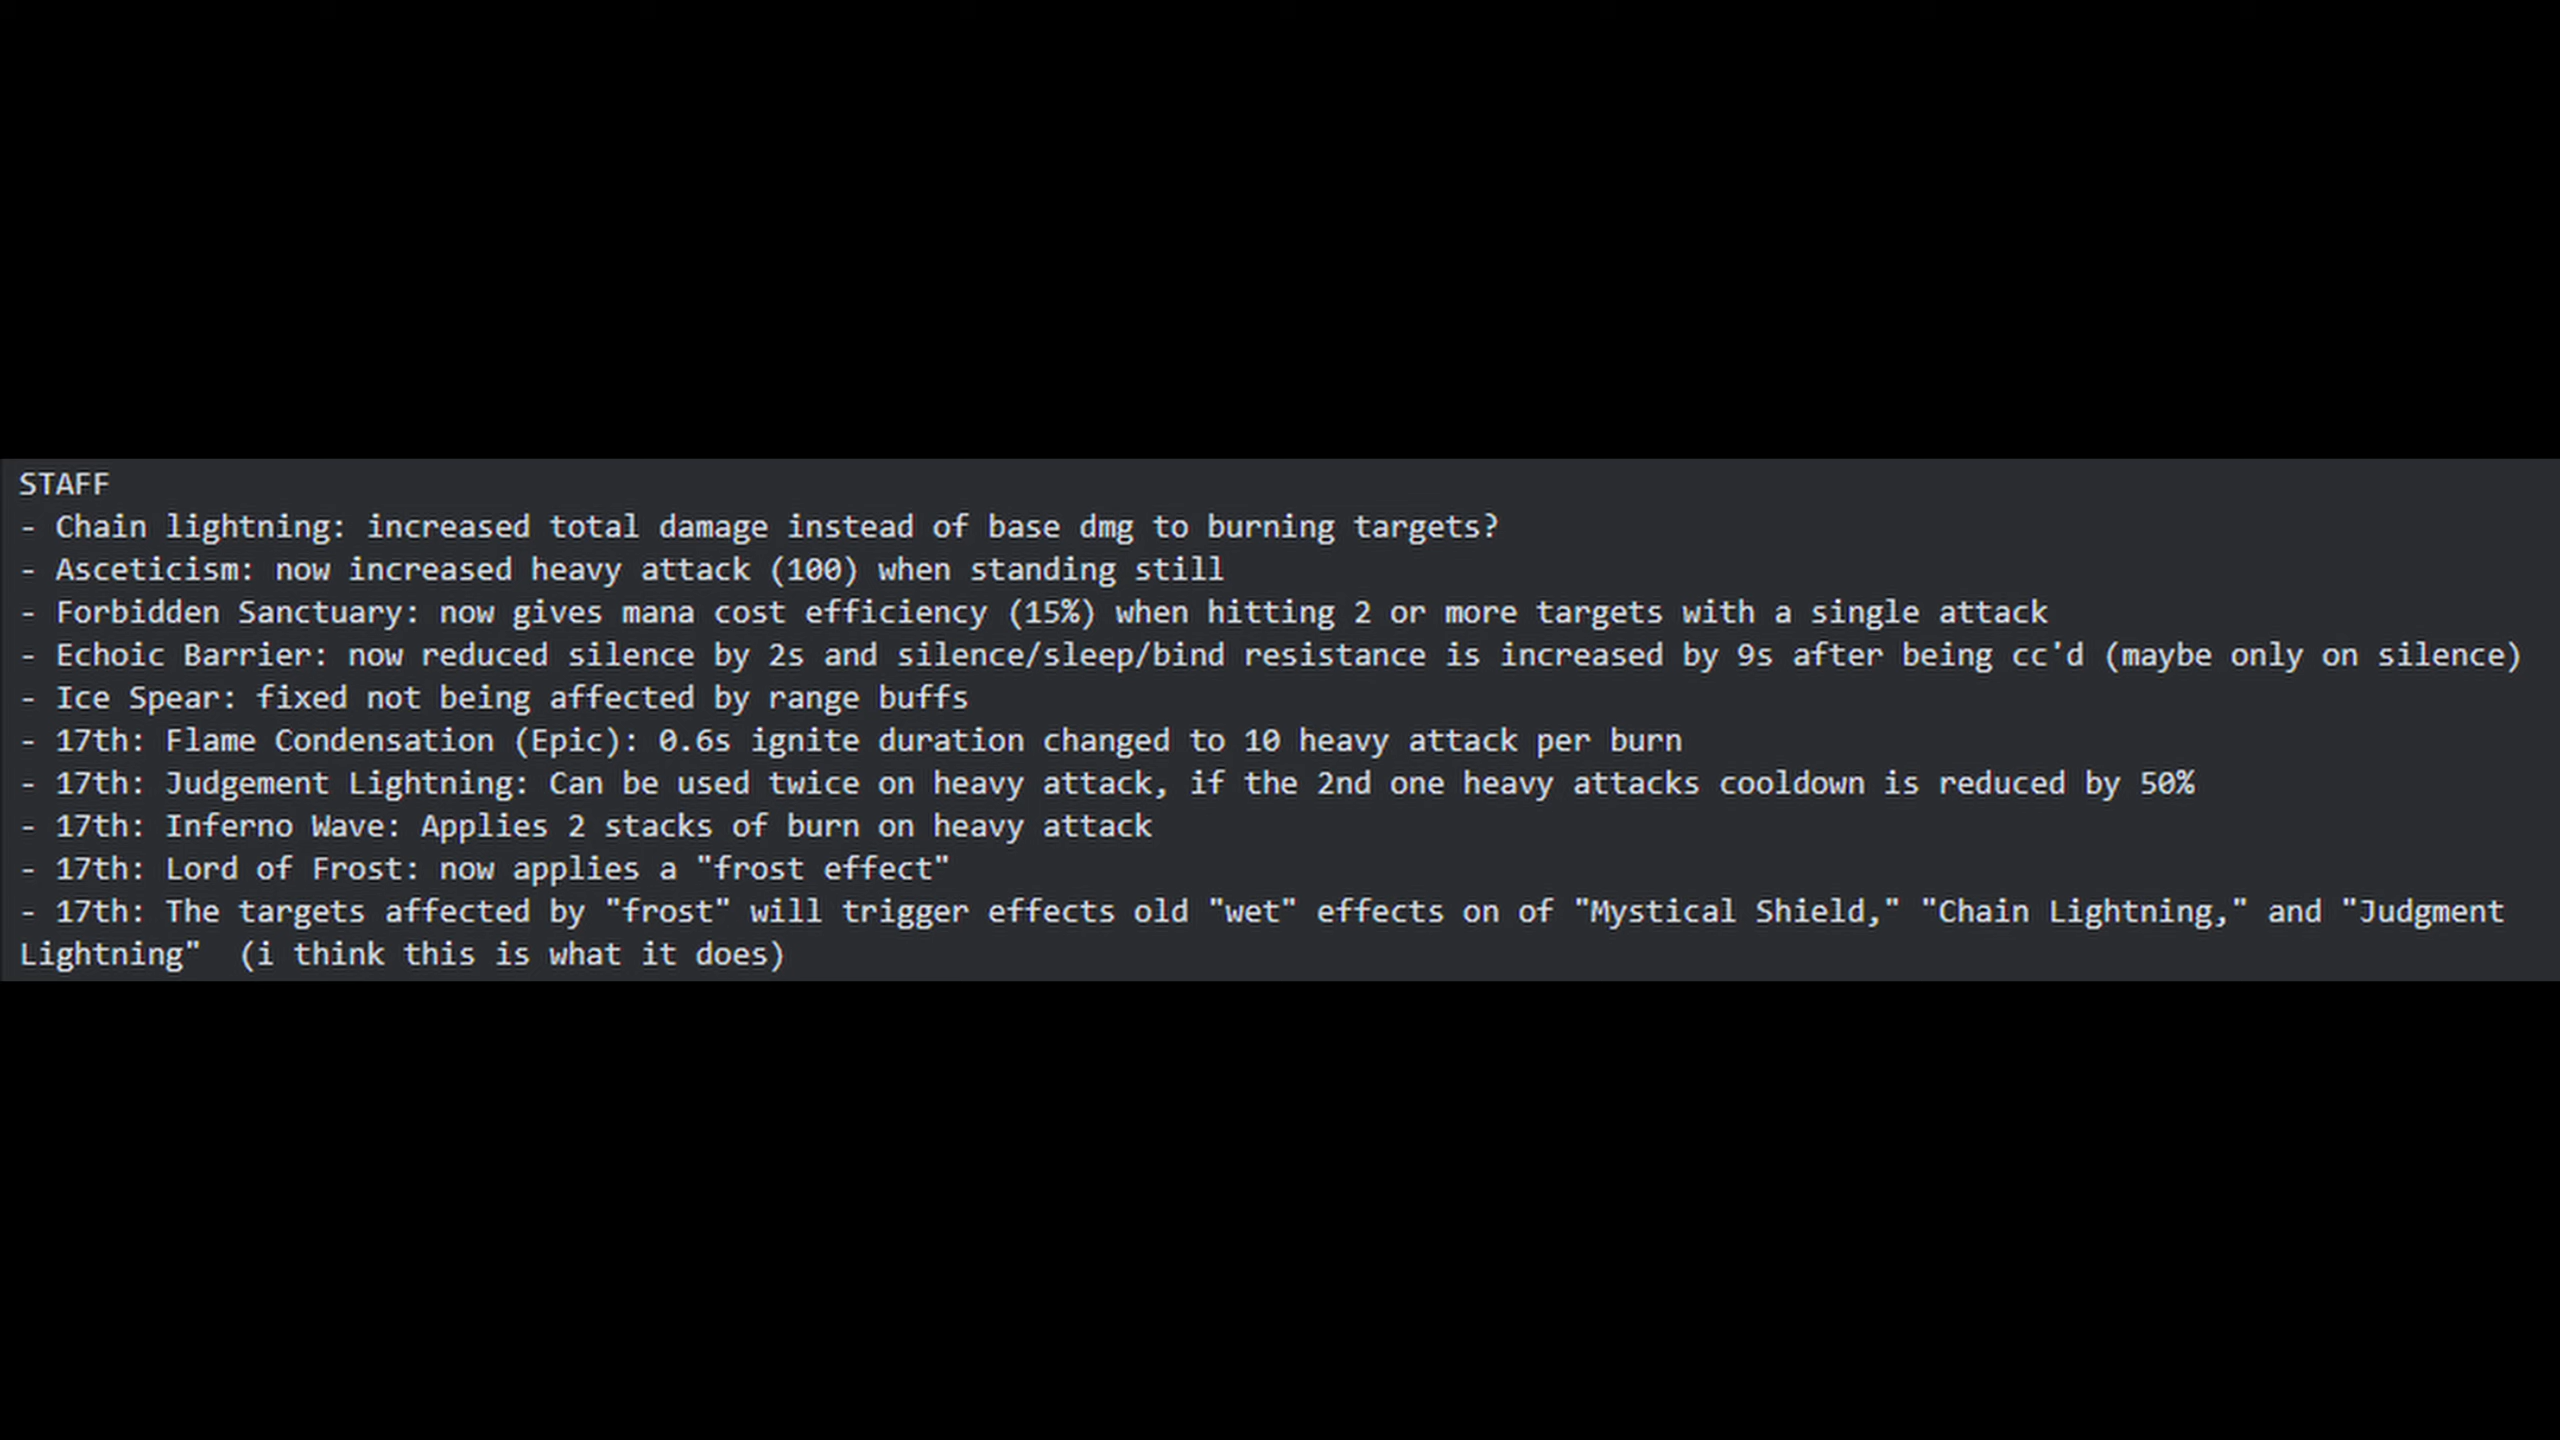 STAFF
- Chain lightning: increased total damage instead of base dmg to burning targets?
- Asceticism: now increased heavy attack (100) when standing still
- Forbidden Sanctuary: now gives mana cost efficiency (15%) when hitting 2 or more targets with a single attack
- Echoic Barrier: now reduced silence by 2s and silence/sleep/bind resistance is increased by 9s after being cc'd (maybe only on silence)
- Ice Spear: fixed not being affected by range buffs
- 17th: Flame Condensation (Epic): 0.6s ignite duration changed to 10 heavy attack per burn
- 17th: Judgement Lightning: Can be used twice on heavy attack, if the 2nd one heavy attacks cooldown is reduced by 50%
- 17th: Inferno Wave: Applies 2 stacks of burn on heavy attack
- 17th: Lord of Frost: now applies a "frost effect"
- 17th: The targets affected by "frost" will trigger effects old "wet" effects on of "Mystical Shield," "Chain Lightning," and "Judgment
Lightning"  (i think this is what it does)